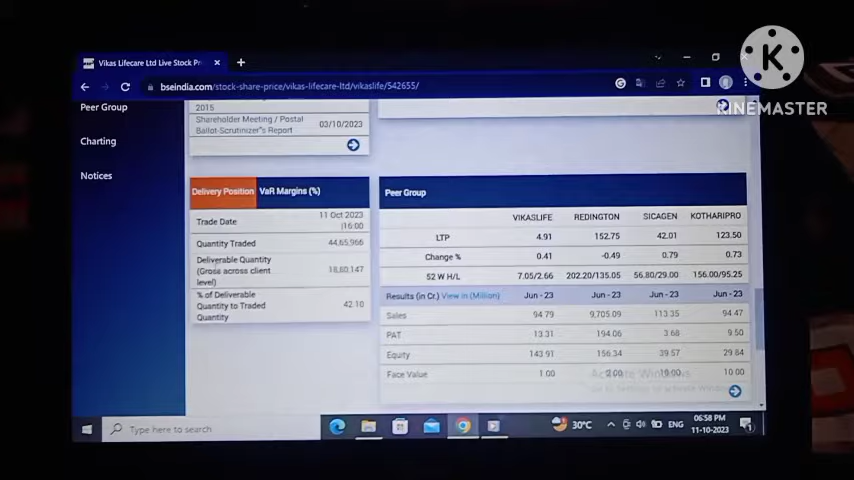 Vikas Lifecare Ltd Live Stock Pr
bseindia.com/stock-share-price/vikas-lifecare-ltd/vikaslife/542655/
K
KINEMASTER
Peer Group
Charting
Notices
2015
Shareholder Meeting / Postal
Ballot-Scrutinizer"s Report
03/10/2023
Delivery Position VaR Margins (%)
Trade Date 11 Oct 2023
|16:00
Quantity Traded 44,65,966
Deliverable Quantity
(Gross across client
level)
18,80,147
% of Deliverable
Quantity to Traded
Quantity
42.10
Peer Group
VIKASLIFE REDINGTON SICAGEN KOTHARIPRO
LTP 4.91 152.75 42.01 123.50
Change % 0.41 -0.49 0.79 0.73
52 W H/L 7.05/2.66 202.20/135.05 56.80/29.00 156.00/95.25
Results (in Cr.) View in (Million) Jun - 23 Jun - 23 Jun - 23 Jun - 23
Sales 94.79 9,705.09 113.35 94.47
PAT 13.31 194.06 3.68 9.50
Equity 143.91 156.34 39.57 29.84
Face Value 1.00 2.00 10.00 10.00
Activate Windows
Go to Settings to activate Windows
Type here to search
30°C
ENG
06:58 PM
11-10-2023